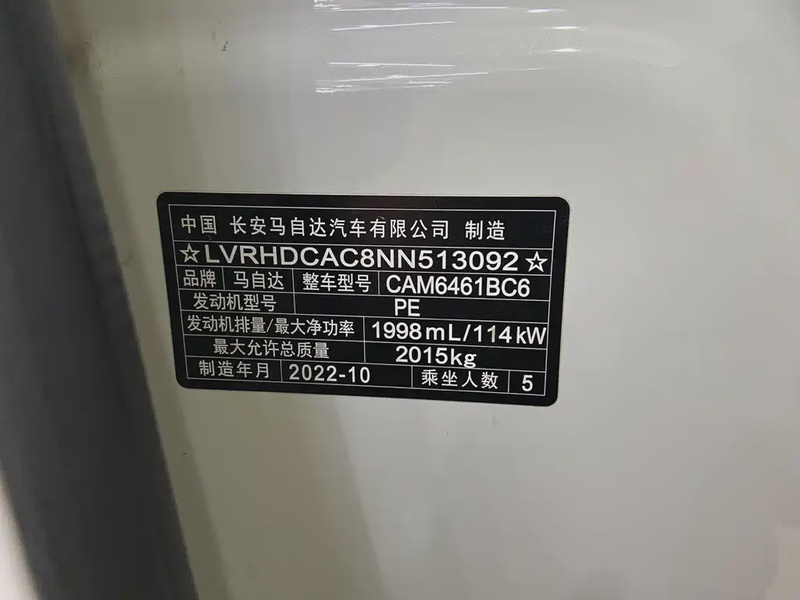 中国 长安马自达汽车有限公司 制造
☆LVRHDCAC8NN513092☆
品牌 马自达 整车型号 CAM6461BC6
发动机型号 PE
发动机排量/最大净功率 1998mL/114kW
最大允许总质量 2015kg
制造年月 2022-10 乘坐人数 5